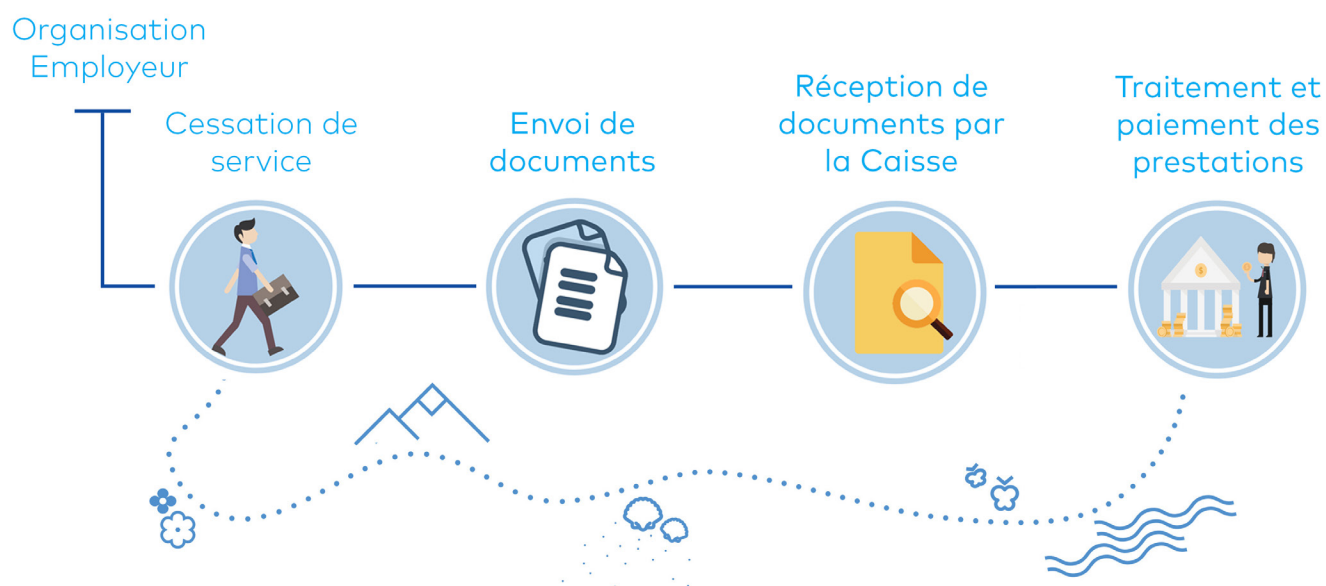 Organisation
Employeur
Cessation de
service
Envoi de
documents
Réception de
documents par
la Caisse
Traitement et
paiement des
prestations